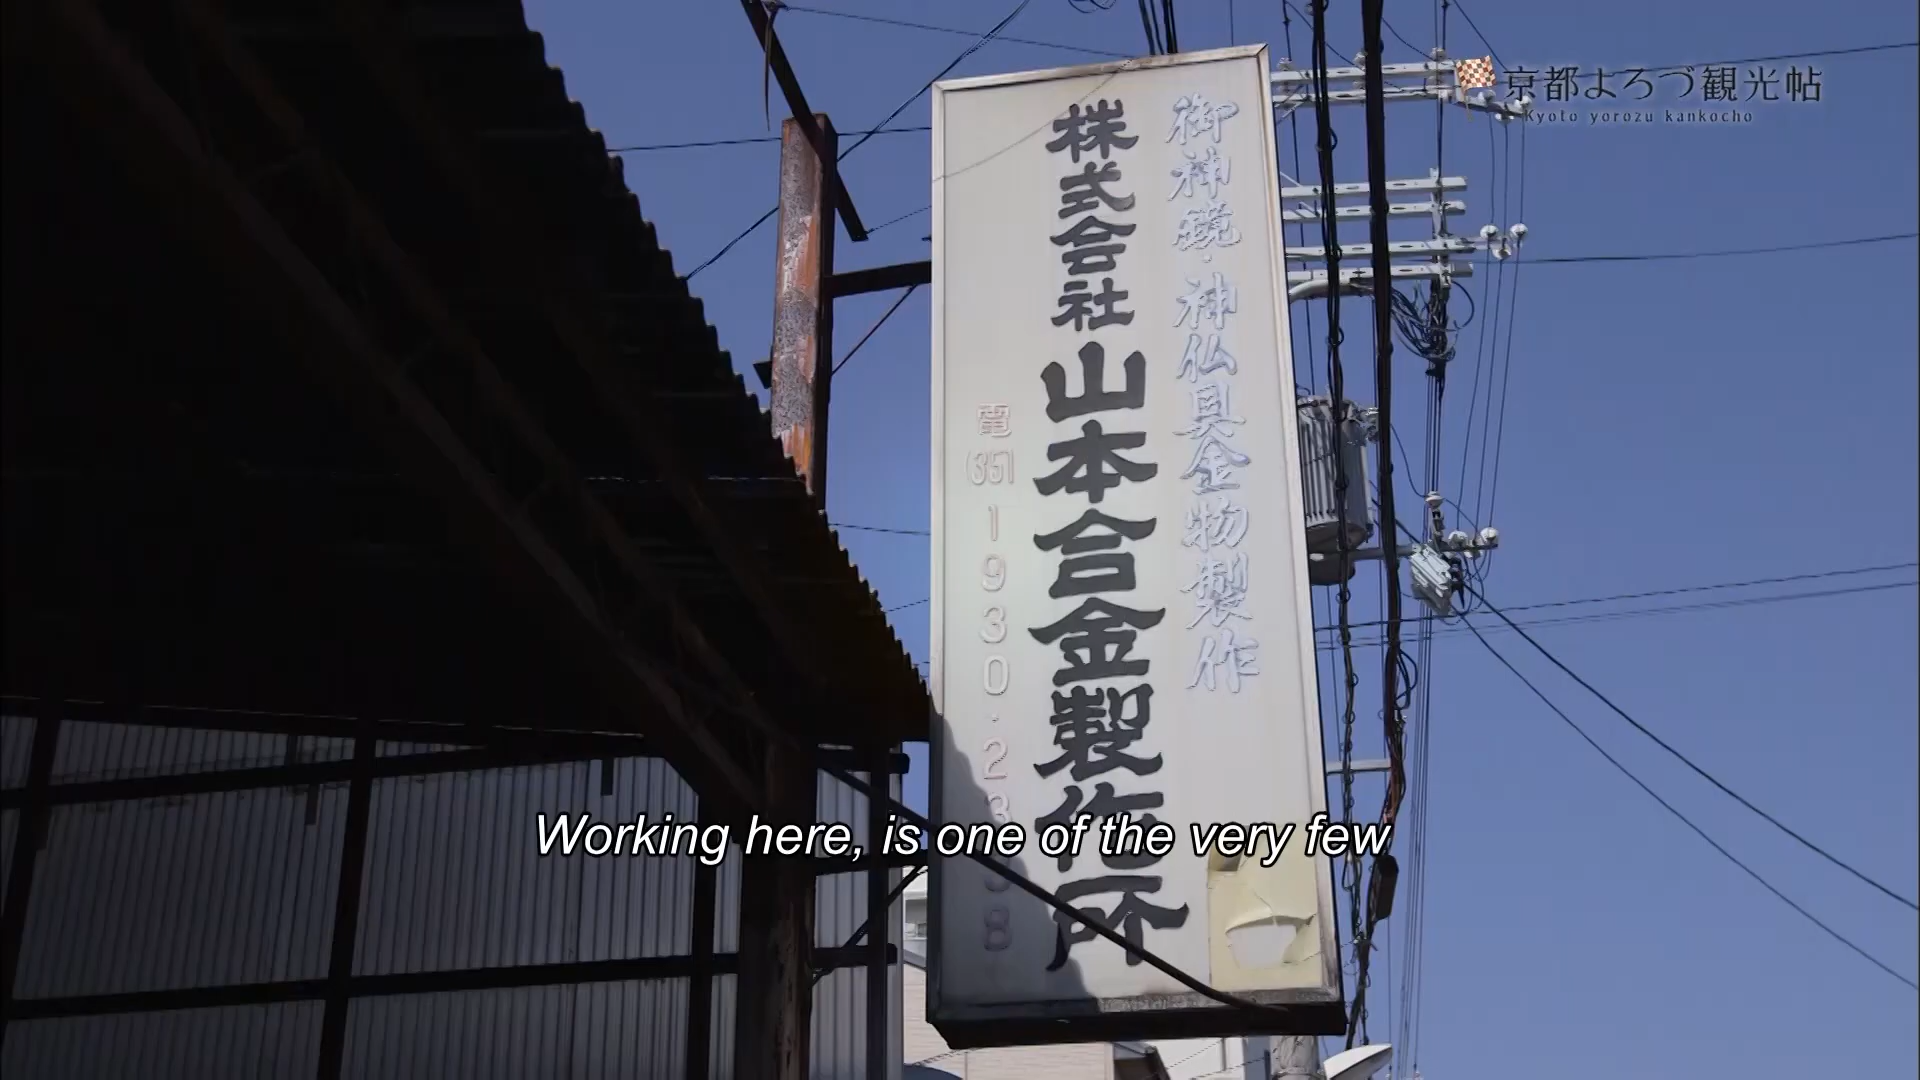 京都よろづ観光帖
Kyoto yorozu kankocho
御神鏡・神仏具金物製作
株式会社山本合金製作所
電(351)1930・2338
Working here, is one of the very few